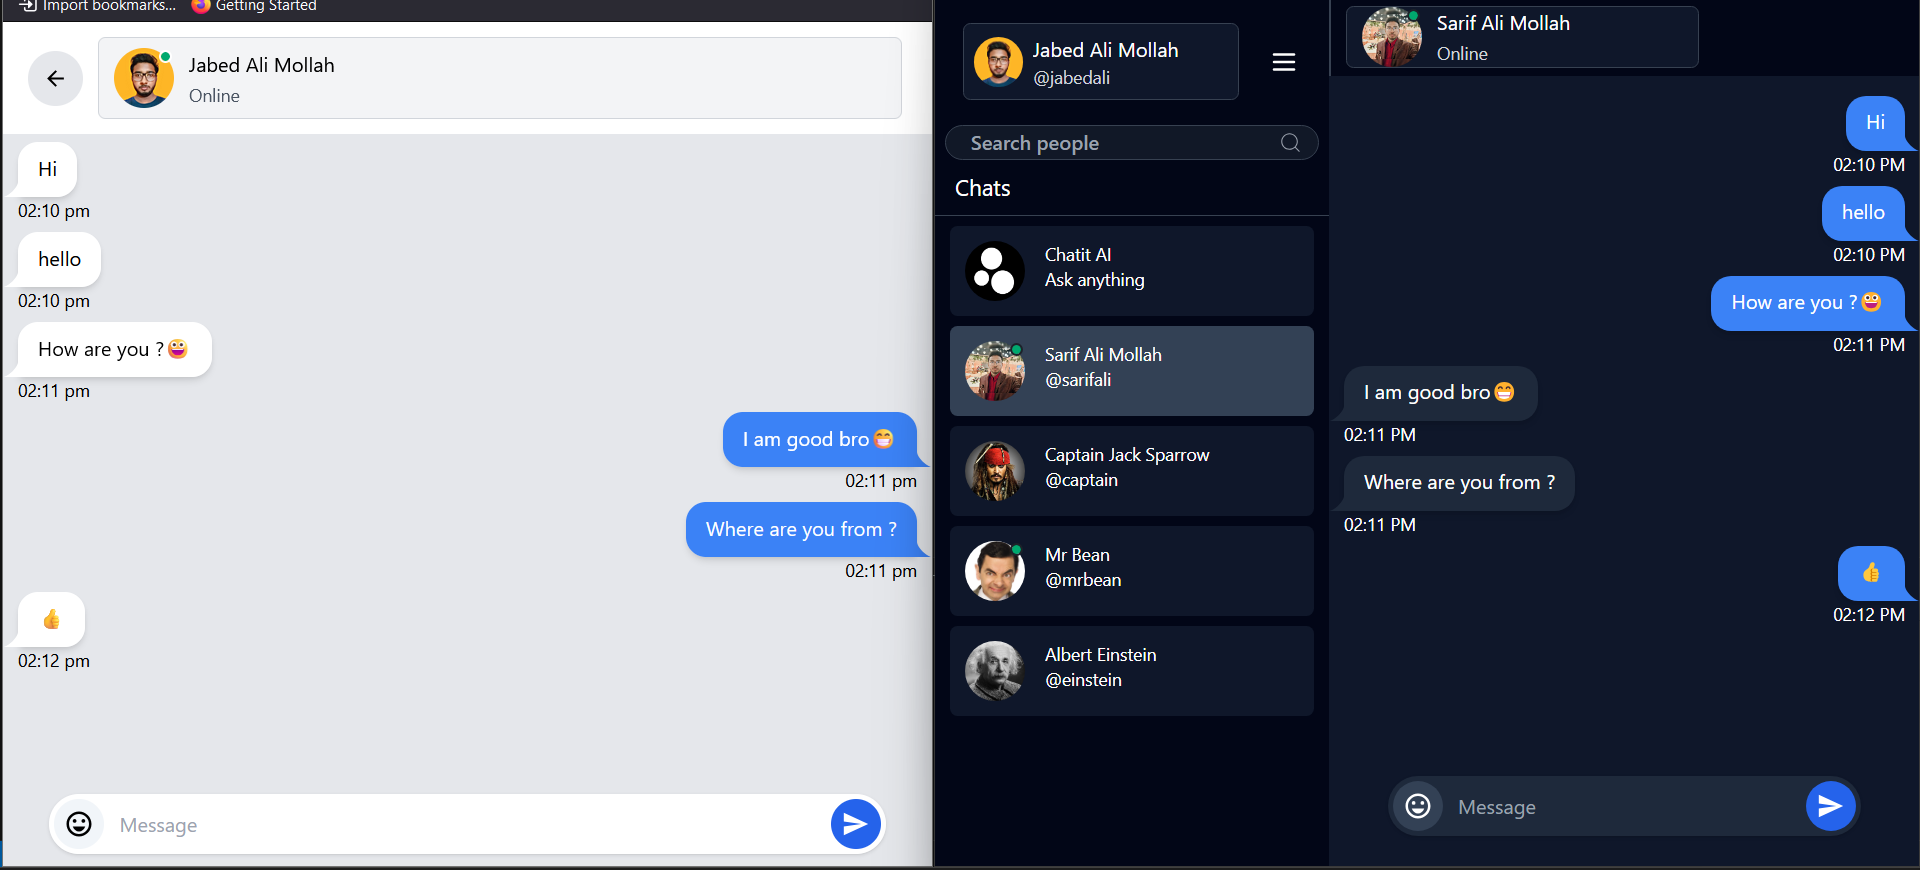 Import bookmarks...
Getting Started
Jabed Ali Mollah
Online
Hi
02:10 pm
hello
02:10 pm
How are you ?🤪
02:11 pm
I am good bro😁
02:11 pm
Where are you from ?
02:11 pm
👍
02:12 pm
Message
Jabed Ali Mollah
@jabedali
Search people
Chats
Chatit AI
Ask anything
Sarif Ali Mollah
@sarifali
Captain Jack Sparrow
@captain
Mr Bean
@mrbean
Albert Einstein
@einstein
Sarif Ali Mollah
Online
Hi
02:10 PM
hello
02:10 PM
How are you ?🤪
02:11 PM
I am good bro😁
02:11 PM
Where are you from ?
02:11 PM
👍
02:12 PM
Message